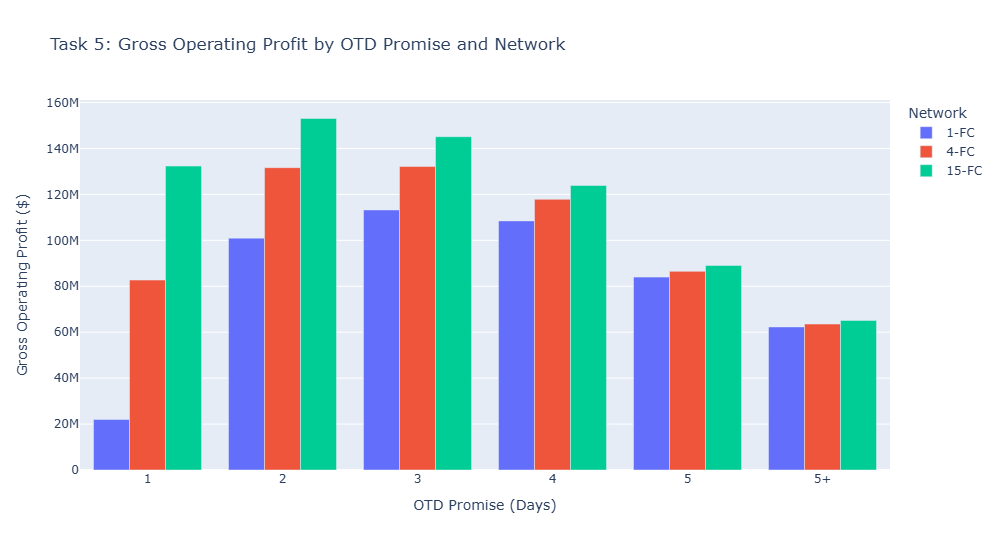 Task 5: Gross Operating Profit by OTD Promise and Network
Network
1-FC
4-FC
15-FC
Gross Operating Profit ($)
160M
140M
120M
100M
80M
60M
40M
20M
0
1
2
3
4
5
5+
OTD Promise (Days)